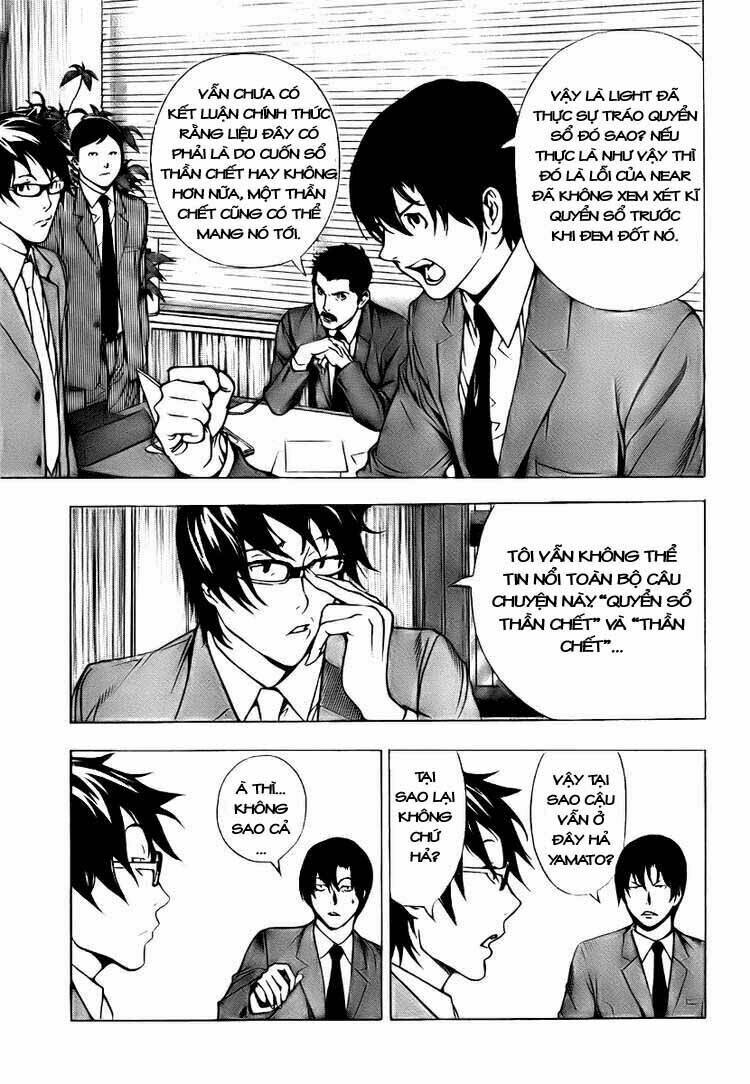 VẬY LÀ LIGHT ĐÃ
THỰC SỰ TRÁO QUYỂN
SỔ ĐÓ SAO? NẾU
THỰC LÀ NHƯ VẬY THÌ
ĐÓ LÀ LỖI CỦA NEAR
ĐÃ KHÔNG XEM XÉT KĨ
QUYỂN SỔ TRƯỚC
KHI ĐEM ĐỐT NÓ.
VẪN CHƯA CÓ
KẾT LUẬN CHÍNH THỨC
RẰNG LIỆU ĐÂY CÓ
PHẢI LÀ DO CUỐN SỔ
THẦN CHẾT HAY KHÔNG
HƠN NỮA, MỘT THẦN
CHẾT CŨNG CÓ THỂ
MANG NÓ TỚI.
TÔI VẪN KHÔNG THỂ
TIN NỔI TOÀN BỘ CÂU
CHUYỆN NÀY. "QUYỂN SỔ
THẦN CHẾT" VÀ "THẦN
CHẾT"...
VẬY TẠI
SAO CẬU
VẪN Ở
ĐÂY HẢ
YAMATO?
TẠI
SAO LẠI
KHÔNG
CHỨ
HẢ?
À THÌ...
KHÔNG
SAO CẢ
...